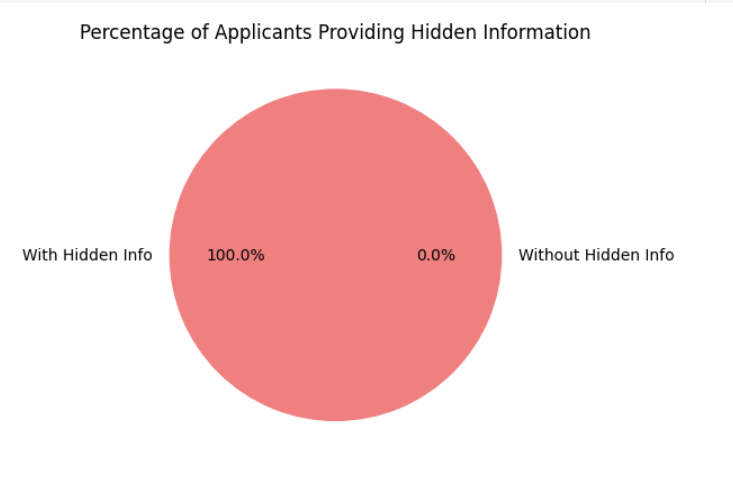 Percentage of Applicants Providing Hidden Information
With Hidden Info 100.0% 0.0% Without Hidden Info